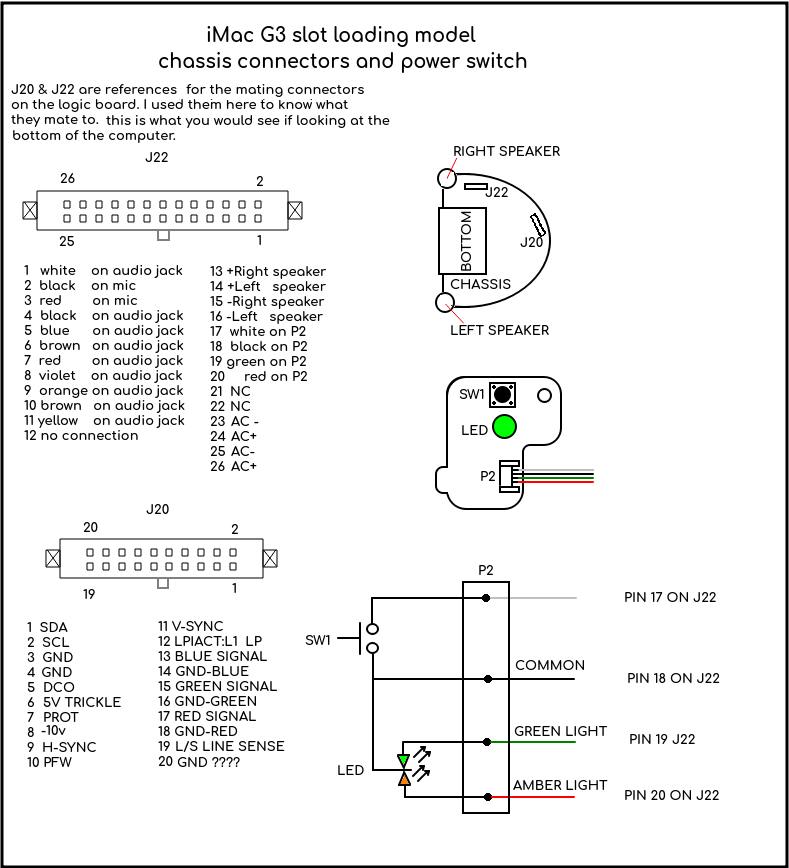 iMac G3 slot loading model
chassis connectors and power switch
J20 & J22 are references for the mating connectors
on the logic board. I used them here to know what
they mate to. this is what you would see if looking at the
bottom of the computer.
J22
26 2
25 1
1 white on audio jack
2 black on mic
3 red on mic
4 black on audio jack
5 blue on audio jack
6 brown on audio jack
7 red on audio jack
8 violet on audio jack
9 orange on audio jack
10 brown on audio jack
11 yellow on audio jack
12 no connection
13 +Right speaker
14 +Left speaker
15 -Right speaker
16 -Left speaker
17 white on P2
18 black on P2
19 green on P2
20 red on P2
21 NC
22 NC
23 AC -
24 AC+
25 AC-
26 AC+
RIGHT SPEAKER
J22
J20
BOTTOM
CHASSIS
LEFT SPEAKER
SW1
LED
P2
J20
20 2
19 1
1 SDA
2 SCL
3 GND
4 GND
5 DCO
6 5V TRICKLE
7 PROT
8 -10v
9 H-SYNC
10 PFW
11 V-SYNC
12 LPIACT:L1 LP
13 BLUE SIGNAL
14 GND-BLUE
15 GREEN SIGNAL
16 GND-GREEN
17 RED SIGNAL
18 GND-RED
19 L/S LINE SENSE
20 GND ????
P2
PIN 17 ON J22
SW1
COMMON
PIN 18 ON J22
GREEN LIGHT
PIN 19 J22
LED
AMBER LIGHT
PIN 20 ON J22